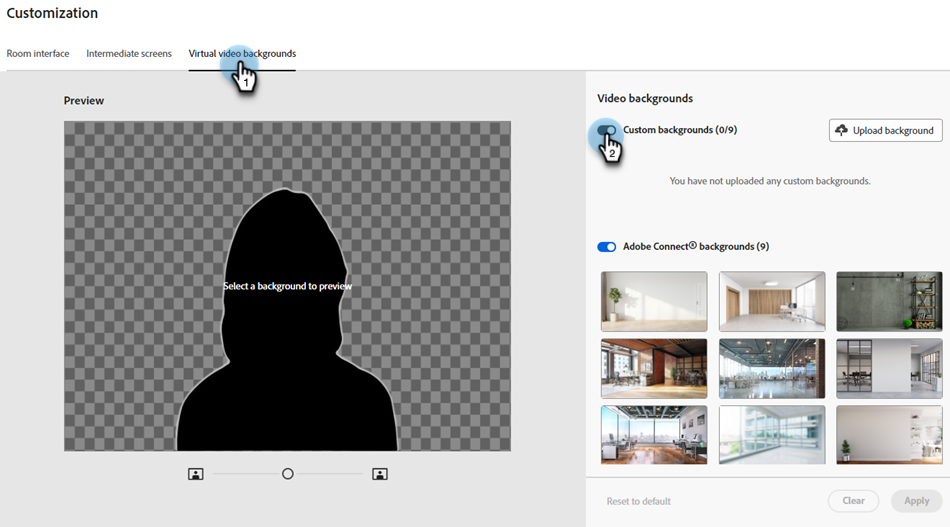 Customization
Room interface Intermediate screens Virtual video backgrounds
1
Preview
Select a background to preview
Video backgrounds
Custom backgrounds (0/9) Upload background
2
You have not uploaded any custom backgrounds.
Adobe Connect® backgrounds (9)
Reset to default Clear Apply